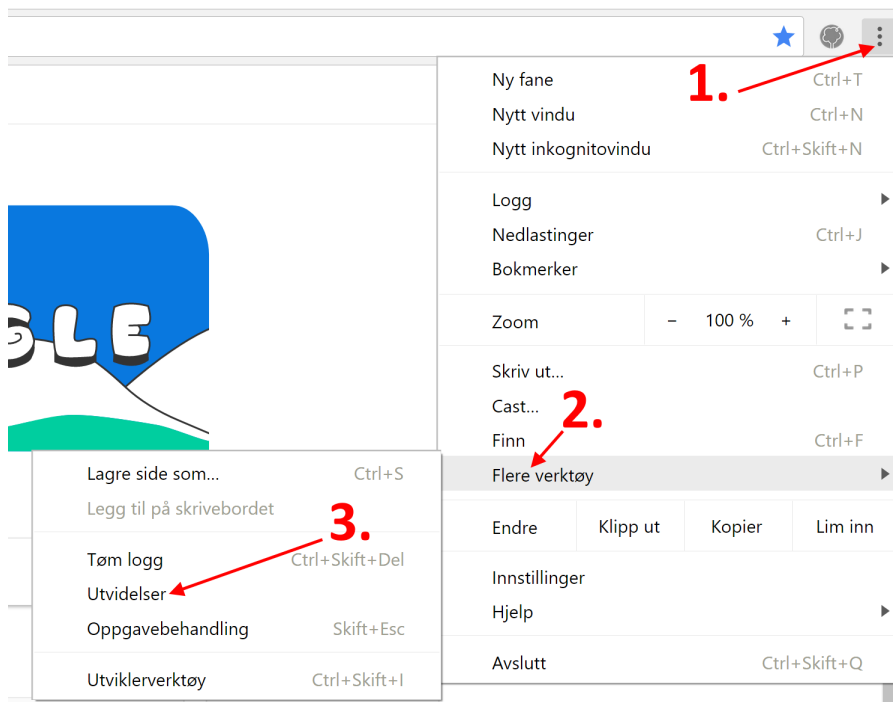 1.
Ny fane Ctrl+T
Nytt vindu Ctrl+N
Nytt inkognitovindu Ctrl+Skift+N
Logg
Nedlastinger Ctrl+J
Bokmerker
Zoom - 100 % +
Skriv ut... Ctrl+P
Cast...
2.
Finn Ctrl+F
Flere verktøy
Endre Klipp ut Kopier Lim inn
Innstillinger
Hjelp
Avslutt Ctrl+Skift+Q
GLE
Lagre side som... Ctrl+S
Legg til på skrivebordet
3.
Tøm logg Ctrl+Skift+Del
Utvidelser
Oppgavebehandling Skift+Esc
Utviklerverktøy Ctrl+Skift+I